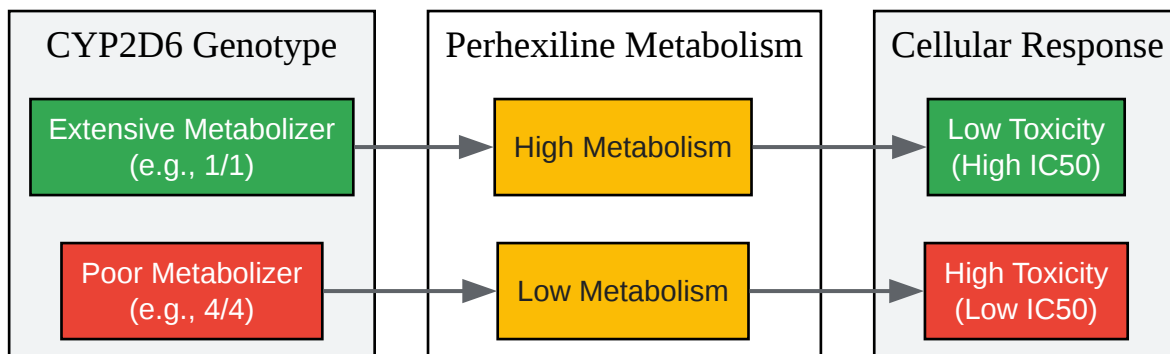 CYP2D6 Genotype
Extensive Metabolizer
(e.g., 1/1)
Poor Metabolizer
(e.g., 4/4)
Perhexiline Metabolism
High Metabolism
Low Metabolism
Cellular Response
Low Toxicity
(High IC50)
High Toxicity
(Low IC50)